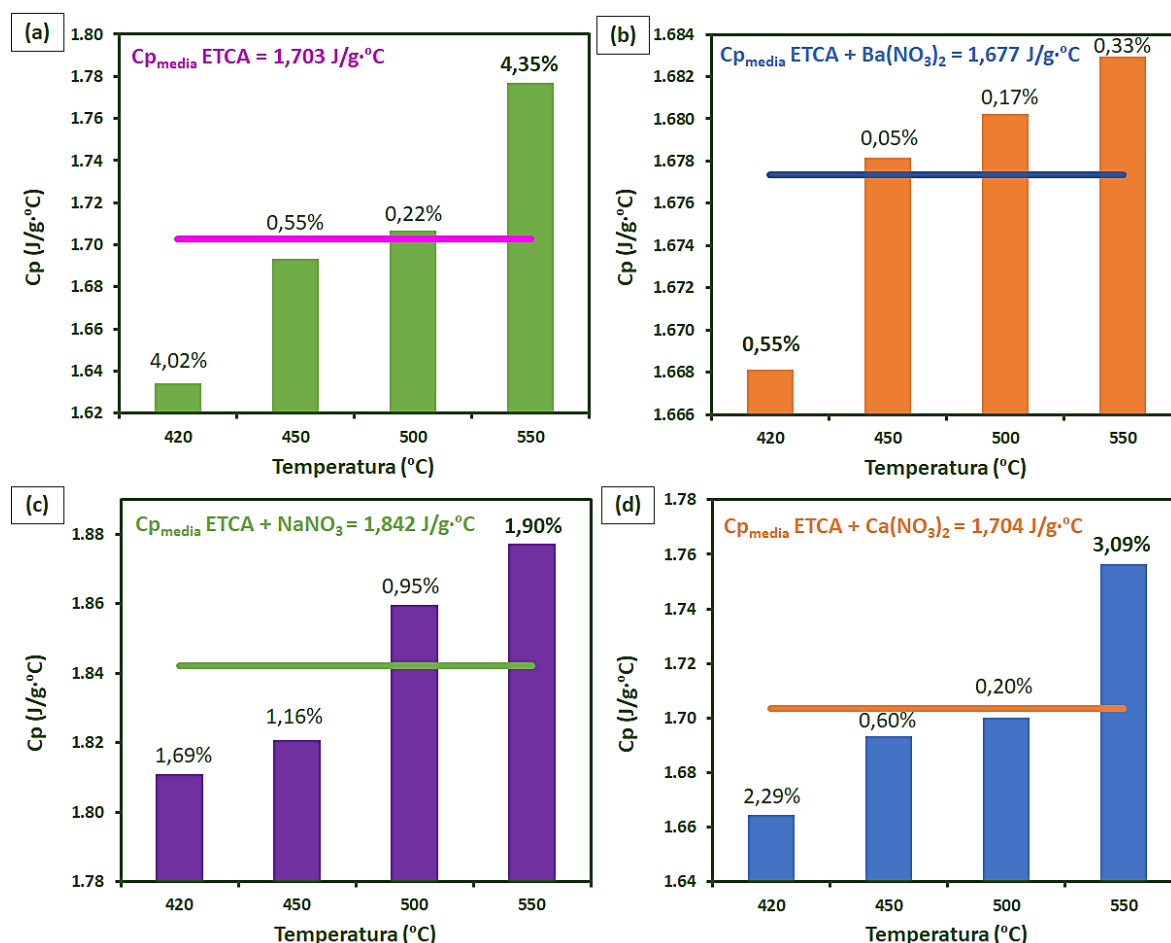 (a)
Cpmedia ETCA = 1,703 J/g·ºC
1.80
1.78
1.76
1.74
1.72
1.70
1.68
1.66
1.64
1.62
Cp (J/g·ºC)
4,02%
0,55%
0,22%
4,35%
420 450 500 550
Temperatura (ºC)
(b)
Cpmedia ETCA + Ba(NO3)2 = 1,677 J/g·ºC
1.684
1.682
1.680
1.678
1.676
1.674
1.672
1.670
1.668
1.666
Cp (J/g·ºC)
0,55%
0,05%
0,17%
0,33%
420 450 500 550
Temperatura (ºC)
(c)
Cpmedia ETCA + NaNO3 = 1,842 J/g·ºC
1.88
1.88
1.86
1.84
1.82
1.80
1.78
Cp (J/g·ºC)
1,69%
1,16%
0,95%
1,90%
420 450 500 550
Temperatura (ºC)
(d)
Cpmedia ETCA + Ca(NO3)2 = 1,704 J/g·ºC
1.78
1.76
1.74
1.72
1.70
1.68
1.66
1.64
Cp (J/g·ºC)
2,29%
0,60%
0,20%
3,09%
420 450 500 550
Temperatura (ºC)